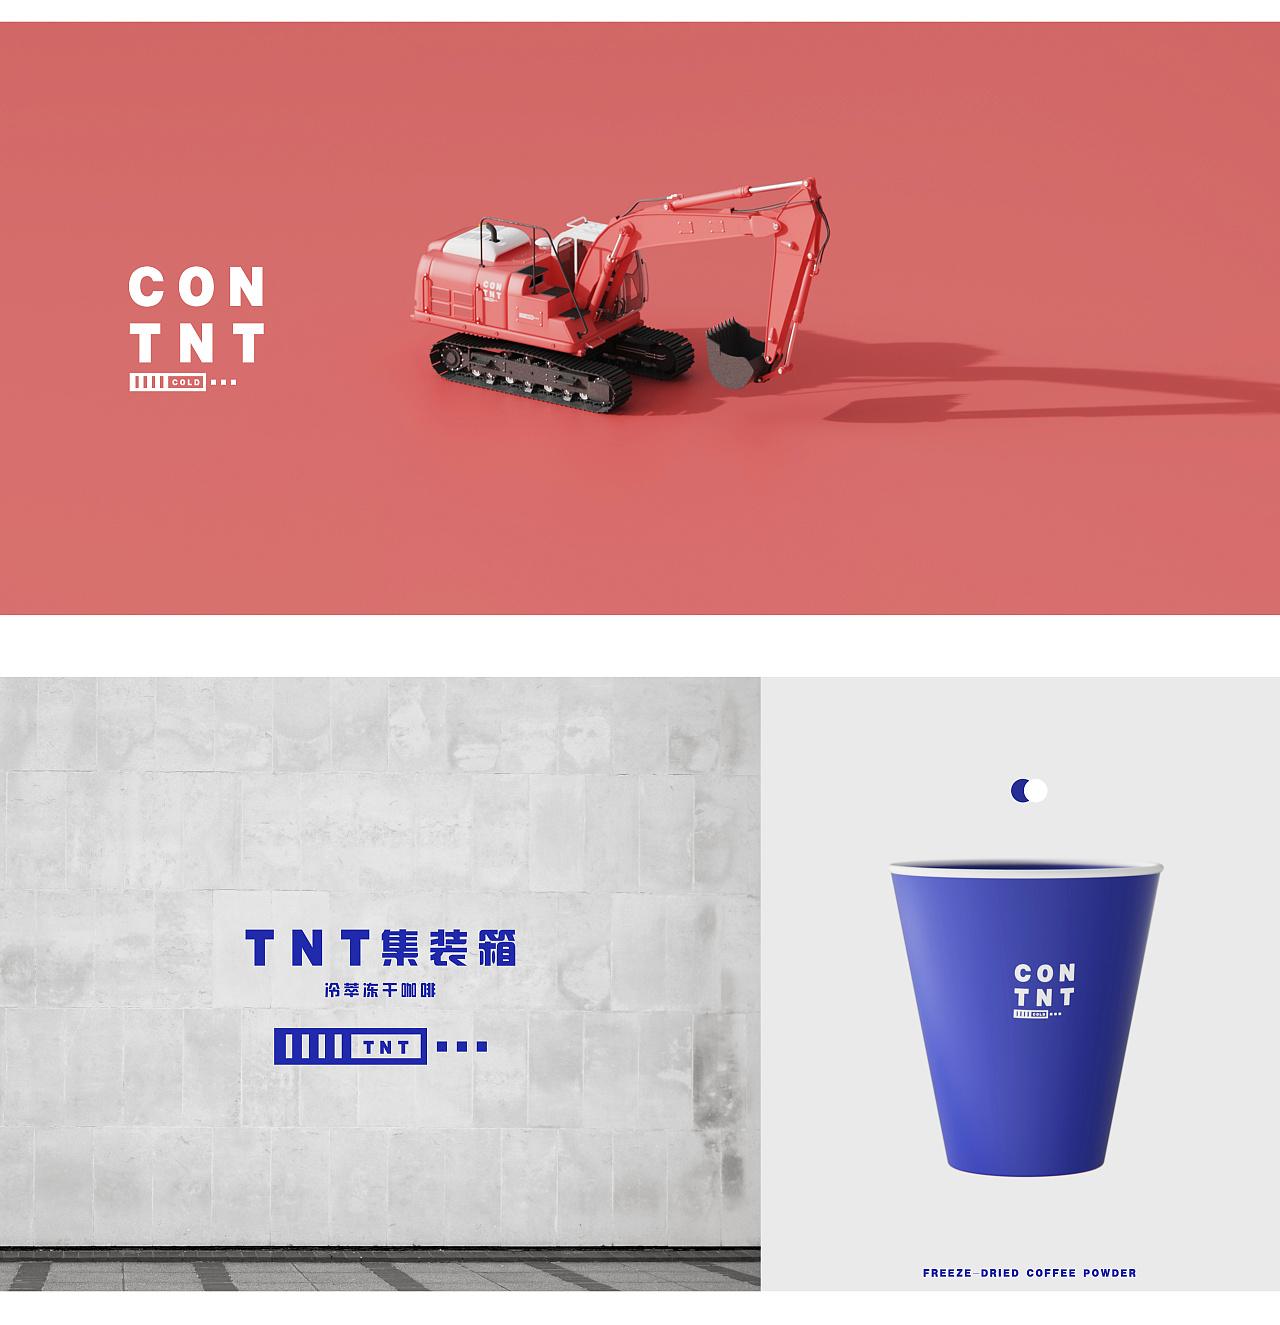 CON
TNT
COLD
CON
TNT
TNT集装箱
冷萃冻干咖啡
TNT
CON
TNT
COLD
FREEZE-DRIED COFFEE POWDER